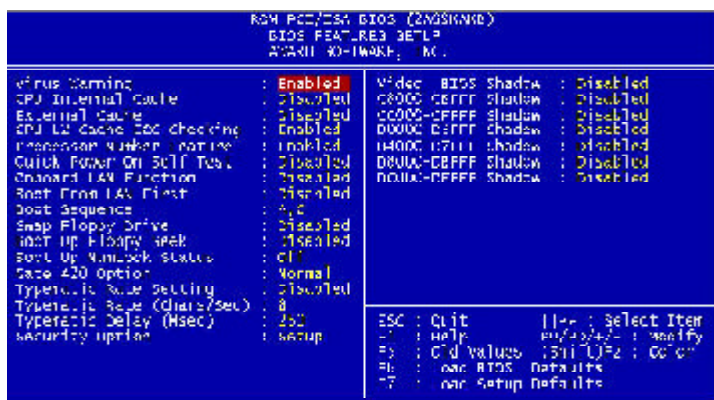 ROM PCI/ISA BIOS (2A69KAKB)
BIOS FEATURES SETUP
AWARD SOFTWARE, INC.
Virus Warning : Enabled
CPU Internal Cache : Disabled
External Cache : Disabled
CPU L2 Cache ECC Checking : Enabled
Processor Number Feature : Enabled
Quick Power On Self Test : Disabled
Onboard LAN Function : Disabled
Boot From LAN First : Disabled
Boot Sequence : A,C
Swap Floppy Drive : Disabled
Boot Up Floppy Seek : Disabled
Boot Up NumLock Status : Off
Gate A20 Option : Normal
Typematic Rate Setting : Disabled
Typematic Rate (Chars/Sec) : 6
Typematic Delay (Msec) : 250
Security Option : Setup
Video BIOS Shadow : Disabled
C8000-CBFFF Shadow : Disabled
CC000-CFFFF Shadow : Disabled
D0000-D3FFF Shadow : Disabled
D4000-D7FFF Shadow : Disabled
D8000-DBFFF Shadow : Disabled
DC000-DFFFF Shadow : Disabled
ESC : Quit : Select Item
F1 : Help PU/PD/+/- : Modify
F5 : Old Values (Shift)F2 : Color
F6 : Load BIOS Defaults
F7 : Load Setup Defaults